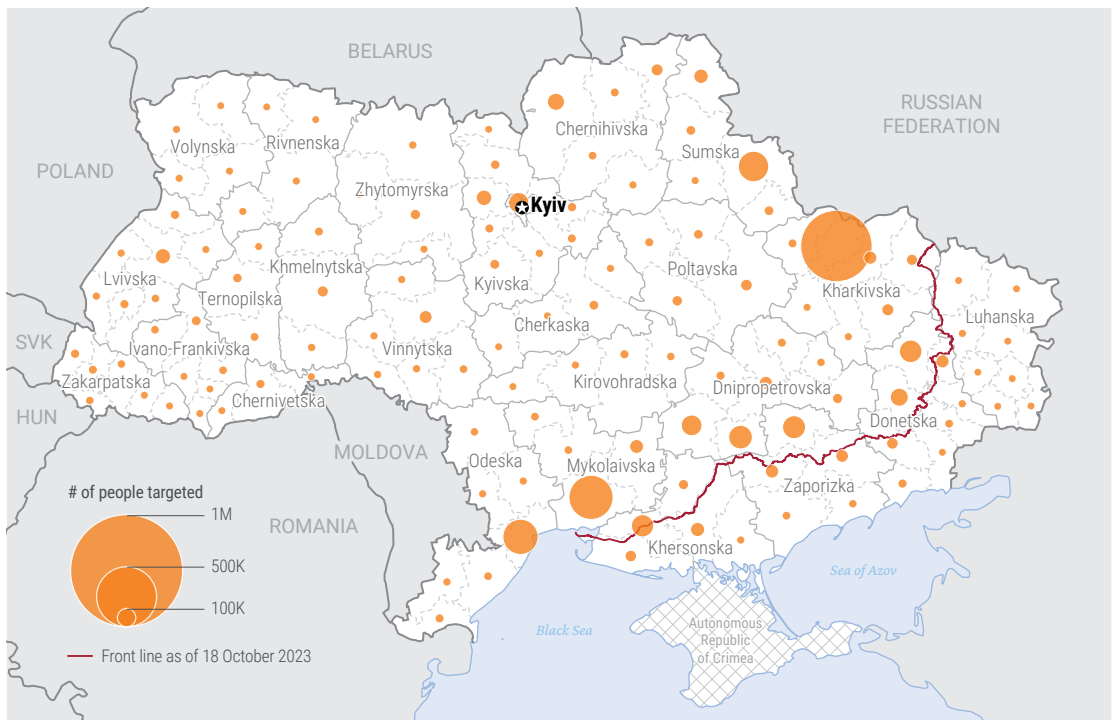 BELARUS
RUSSIAN
FEDERATION
POLAND
Volynska
Rivnenska
Chernihivska
Sumska
Zhytomyrska
Kyiv
Lvivska
Khmelnytska
Ternopilska
Kyivska
Poltavska
Kharkivska
Luhanska
Cherkaska
SVK
Ivano-Frankivska
Vinnytska
Zakarpatska
Chernivetska
Kirovohradska
Dnipropetrovska
HUN
Donetska
MOLDOVA
Odeska
Mykolaivska
Zaporizka
# of people targeted
1M
ROMANIA
500K
Khersonska
100K
Sea of Azov
Black Sea
Autonomous
Republic
of Crimea
Front line as of 18 October 2023